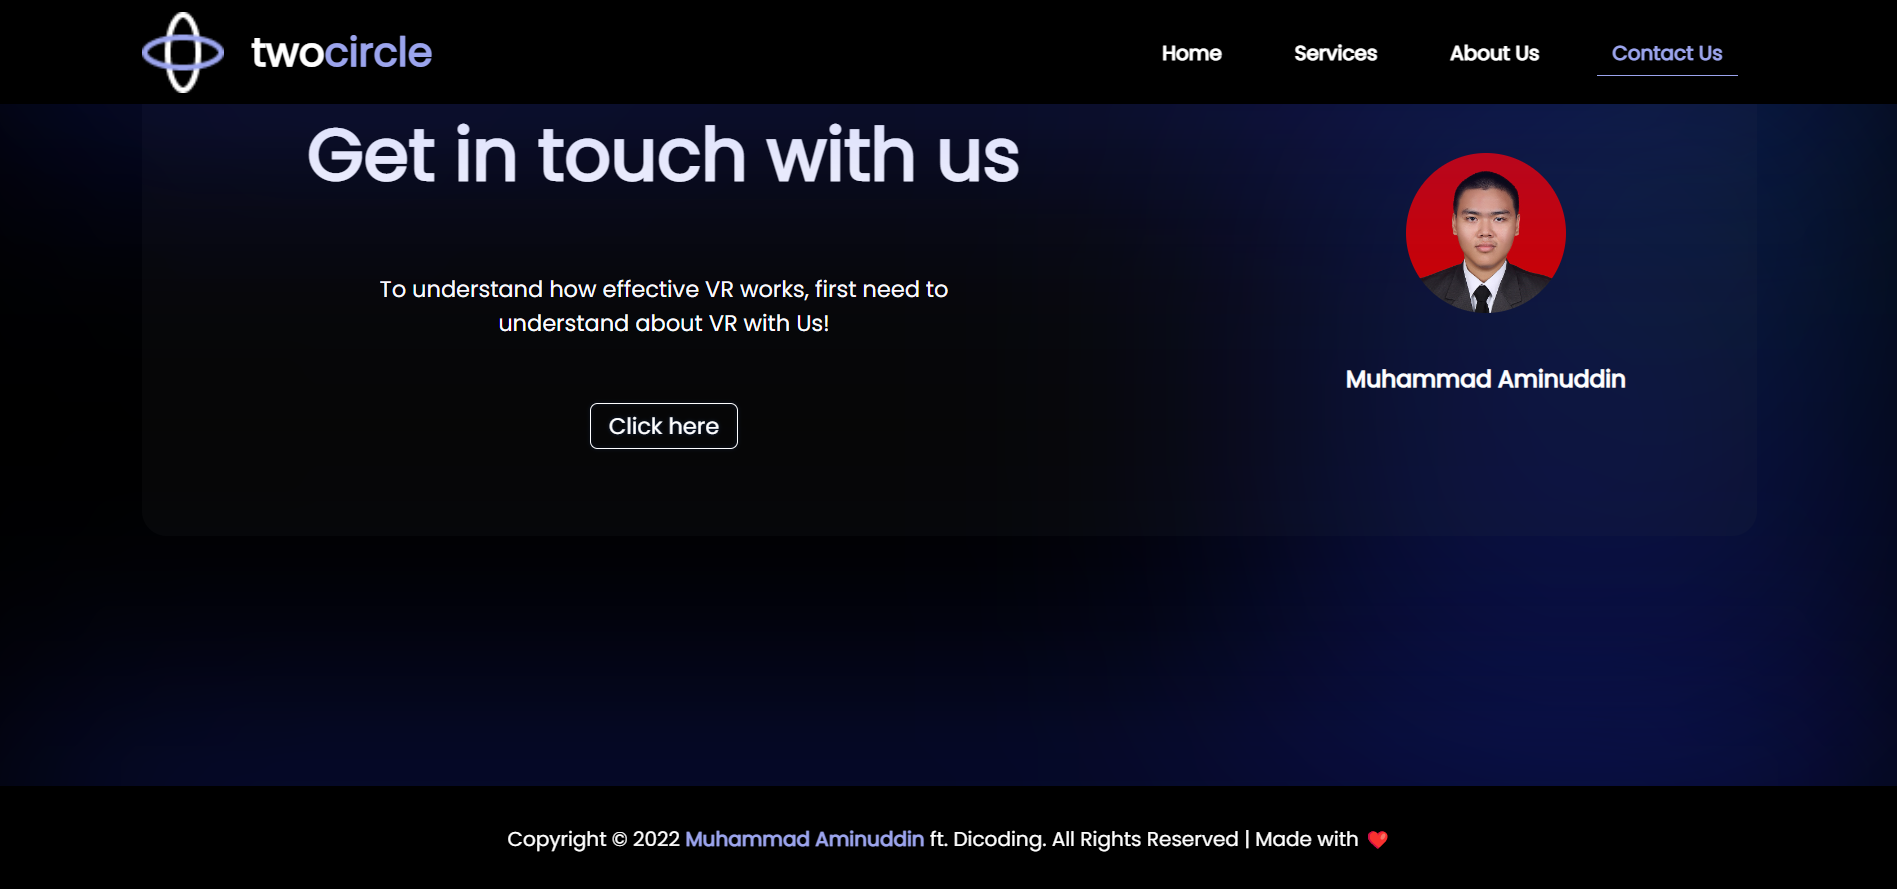 twocircle
Home Services About Us Contact Us
Get in touch with us
To understand how effective VR works, first need to
understand about VR with Us!
Click here
Muhammad Aminuddin
Copyright © 2022 Muhammad Aminuddin ft. Dicoding. All Rights Reserved | Made with ❤️